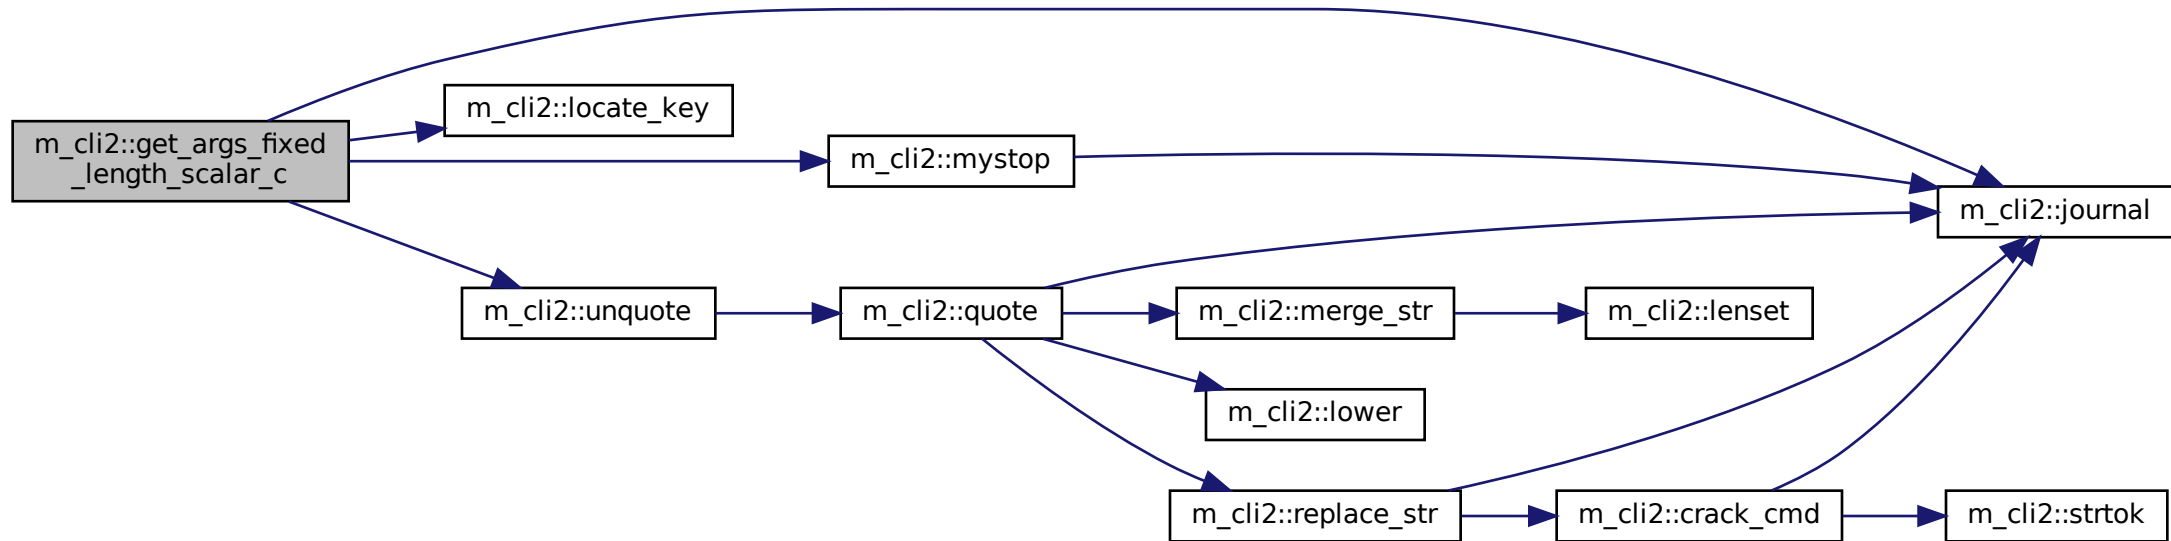 m_cli2::get_args_fixed
_length_scalar_c
m_cli2::locate_key
m_cli2::mystop
m_cli2::journal
m_cli2::unquote
m_cli2::quote
m_cli2::merge_str
m_cli2::lenset
m_cli2::lower
m_cli2::replace_str
m_cli2::crack_cmd
m_cli2::strtok